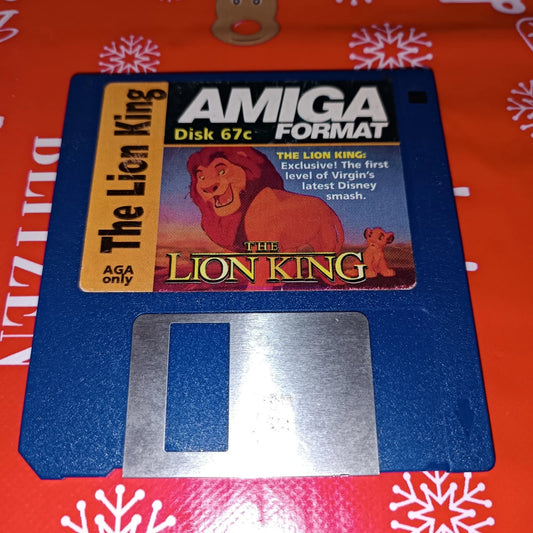 The Lion King
AGA
only
AMIGA
FORMAT
Disk 67c
THE LION KING:
Exclusive! The first
level of Virgin's
latest Disney
smash.
THE
LION KING
BLITZEN